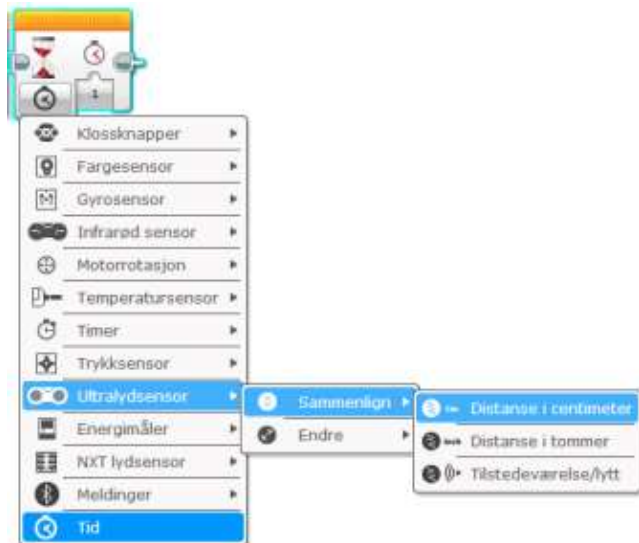 1
Klossknapper
Fargesensor
Gyrosensor
Infrarød sensor
Motorrotasjon
Temperatursensor
Timer
Trykksensor
Ultralydsensor
Energimåler
NXT lydsensor
Meldinger
Tid
Sammenlign
Endre
Distanse i centimeter
Distanse i tommer
Tilstedeværelse/lytt